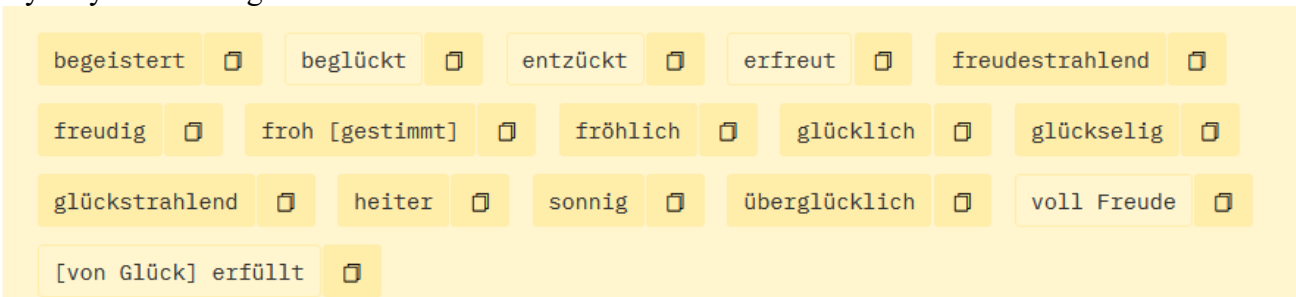 begeistert beglückt entzückt erfreut freudestrahlend
freudig froh [gestimmt] fröhlich glücklich glückselig
glückstrahlend heiter sonnig überglücklich voll Freude
[von Glück] erfüllt